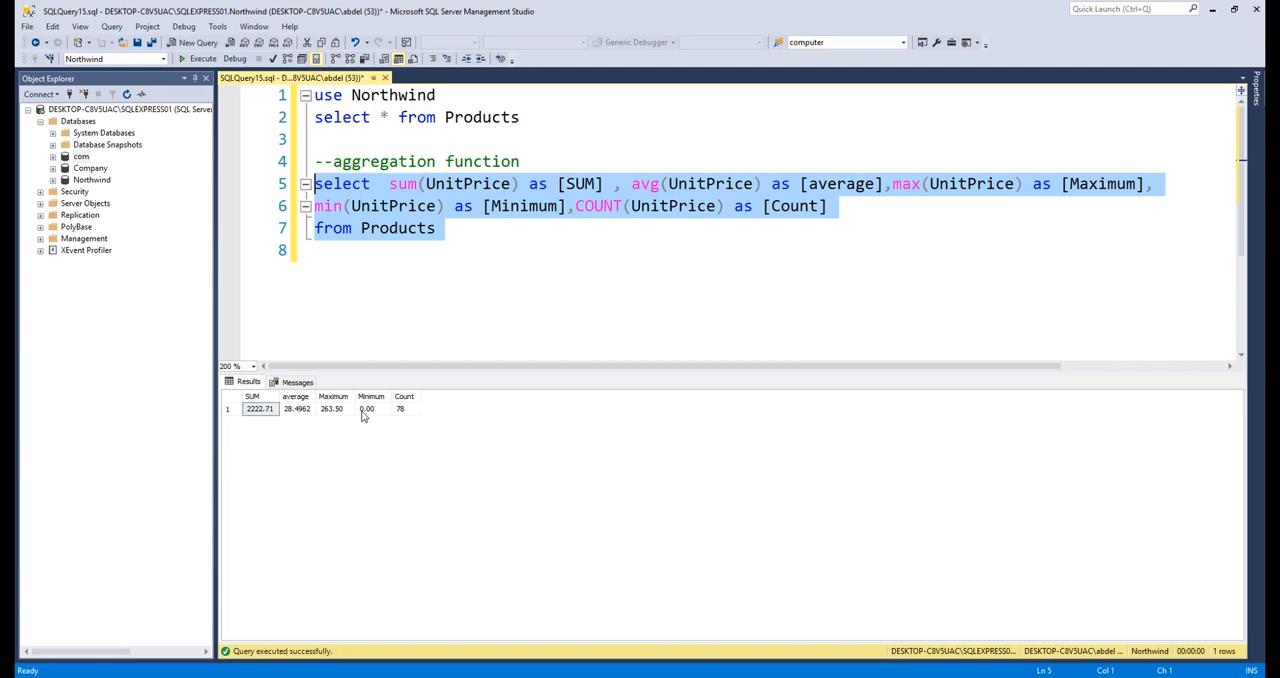 SQLQuery15.sql - DESKTOP-C8V5UAC\SQLEXPRESS01.Northwind (DESKTOP-C8V5UAC\abdel (53))* - Microsoft SQL Server Management Studio
Quick Launch (Ctrl+Q)
File Edit View Query Project Debug Tools Window Help
New Query
Generic Debugger
computer
Northwind
Execute Debug
Object Explorer
SQLQuery15.sql - D...8V5UAC\abdel (53))*
Properties
Connect
DESKTOP-C8V5UAC\SQLEXPRESS01 (SQL Server
Databases
System Databases
Database Snapshots
com
Company
Northwind
Security
Server Objects
Replication
PolyBase
Management
XEvent Profiler
1 use Northwind
2 select * from Products
3
4 --aggregation function
5 select  sum(UnitPrice) as [SUM] , avg(UnitPrice) as [average],max(UnitPrice) as [Maximum],
6 min(UnitPrice) as [Minimum],COUNT(UnitPrice) as [Count]
7 from Products
8
200 %
Results Messages
SUM average Maximum Minimum Count
1 2222.71 28.4962 263.50 0.00 78
Query executed successfully.
DESKTOP-C8V5UAC\SQLEXPRESS0... DESKTOP-C8V5UAC\abdel ... Northwind 00:00:00 1 rows
Ready Ln 5 Col 1 Ch 1 INS